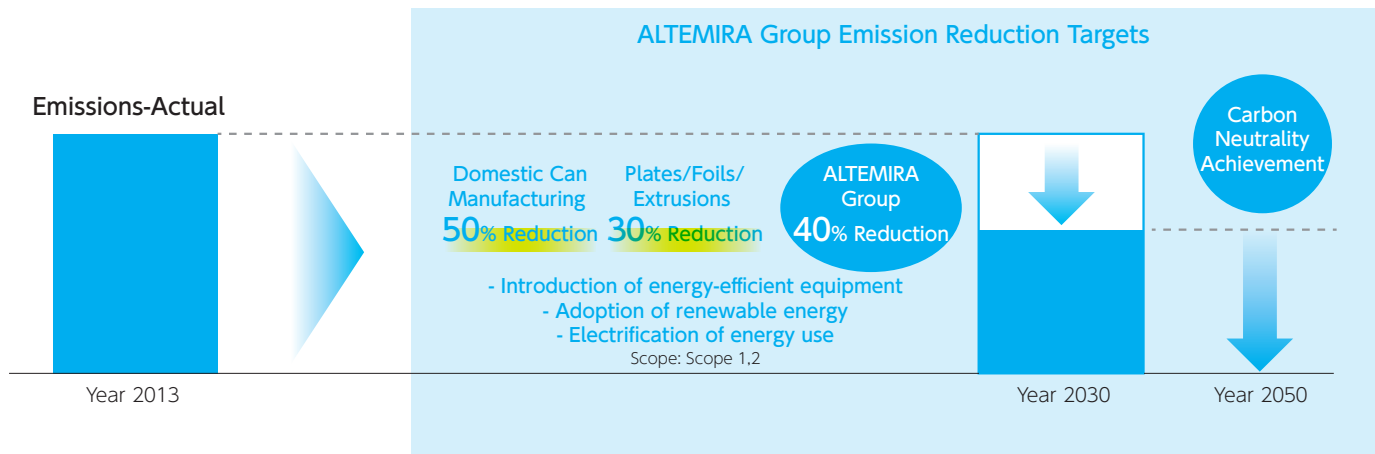 ALTEMIRA Group Emission Reduction Targets
Emissions-Actual
Domestic Can
Manufacturing
50% Reduction
Plates/Foils/
Extrusions
30% Reduction
ALTEMIRA
Group
40% Reduction
Carbon
Neutrality
Achievement
- Introduction of energy-efficient equipment
- Adoption of renewable energy
- Electrification of energy use
Scope: Scope 1,2
Year 2013
Year 2030
Year 2050